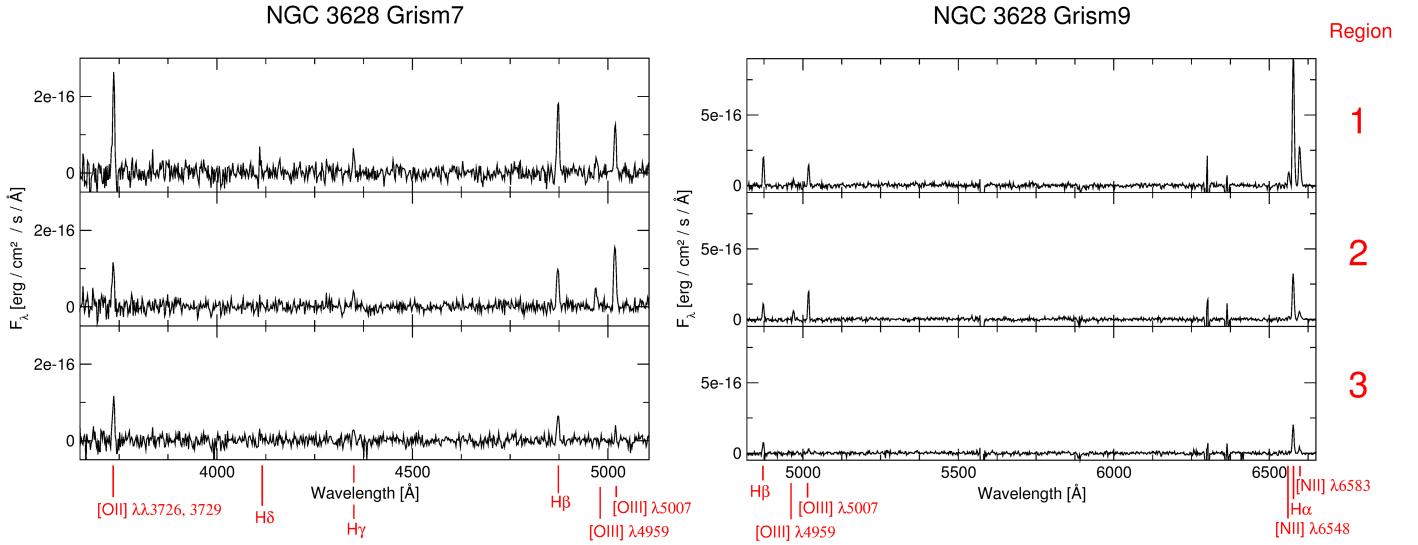 NGC 3628 Grism7
NGC 3628 Grism9
Region
2e-16
0
2e-16
0
2e-16
0
F_λ [erg / cm² / s / Å]
4000
4500
5000
Wavelength [Å]
[OII] λλ3726, 3729
Hδ
Hγ
Hβ
[OIII] λ5007
[OIII] λ4959
5e-16
0
5e-16
0
5e-16
0
F_λ [erg / cm² / s / Å]
5000
5500
6000
6500
Wavelength [Å]
Hβ
[OIII] λ5007
[OIII] λ4959
[NII] λ6583
Hα
[NII] λ6548
1
2
3